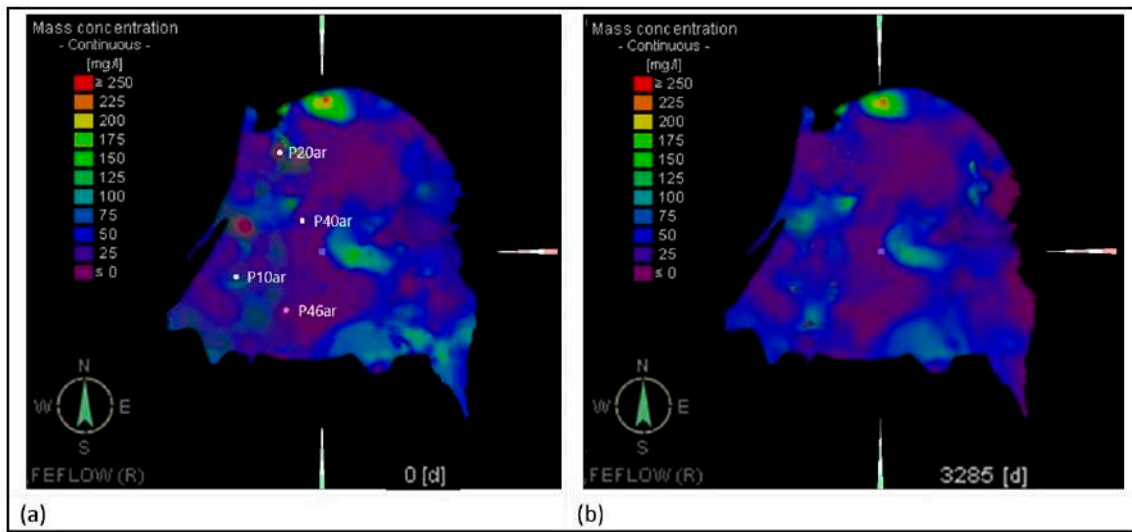 Mass concentration
- Continuous -
[mg/l]
≥ 250
225
200
175
150
125
100
75
50
25
≤ 0
P20ar
P40ar
P10ar
P46ar
N
W E
S
FEFLOW (R)
0 [d]
(a)
Mass concentration
- Continuous -
[mg/l]
≥ 250
225
200
175
150
125
100
75
50
25
≤ 0
N
W E
S
FEFLOW (R)
3285 [d]
(b)